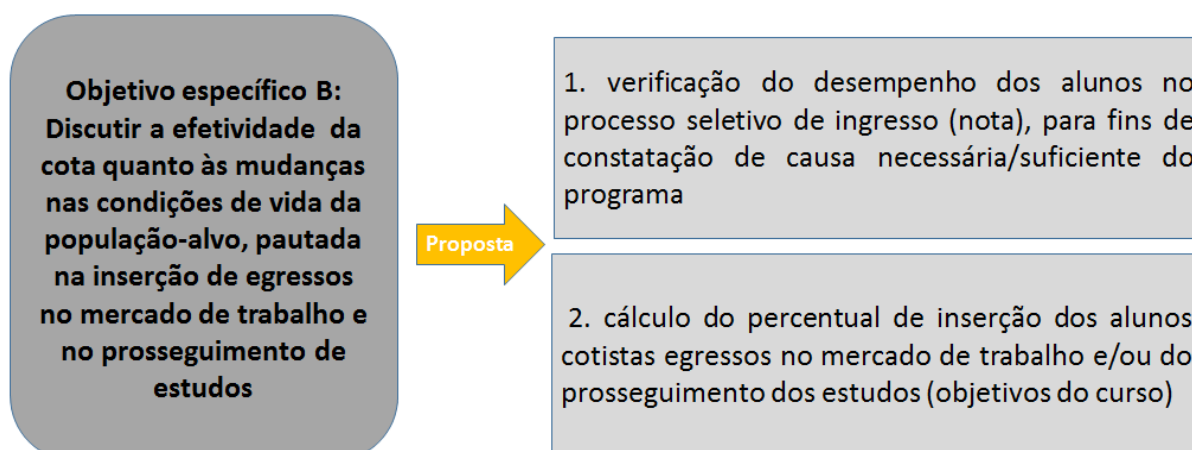 Objetivo específico B:
Discutir a efetividade da
cota quanto às mudanças
nas condições de vida da
população-alvo, pautada
na inserção de egressos
no mercado de trabalho e
no prosseguimento de
estudos
Proposta
1. verificação do desempenho dos alunos no
processo seletivo de ingresso (nota), para fins de
constatação de causa necessária/suficiente do
programa
2. cálculo do percentual de inserção dos alunos
cotistas egressos no mercado de trabalho e/ou do
prosseguimento dos estudos (objetivos do curso)